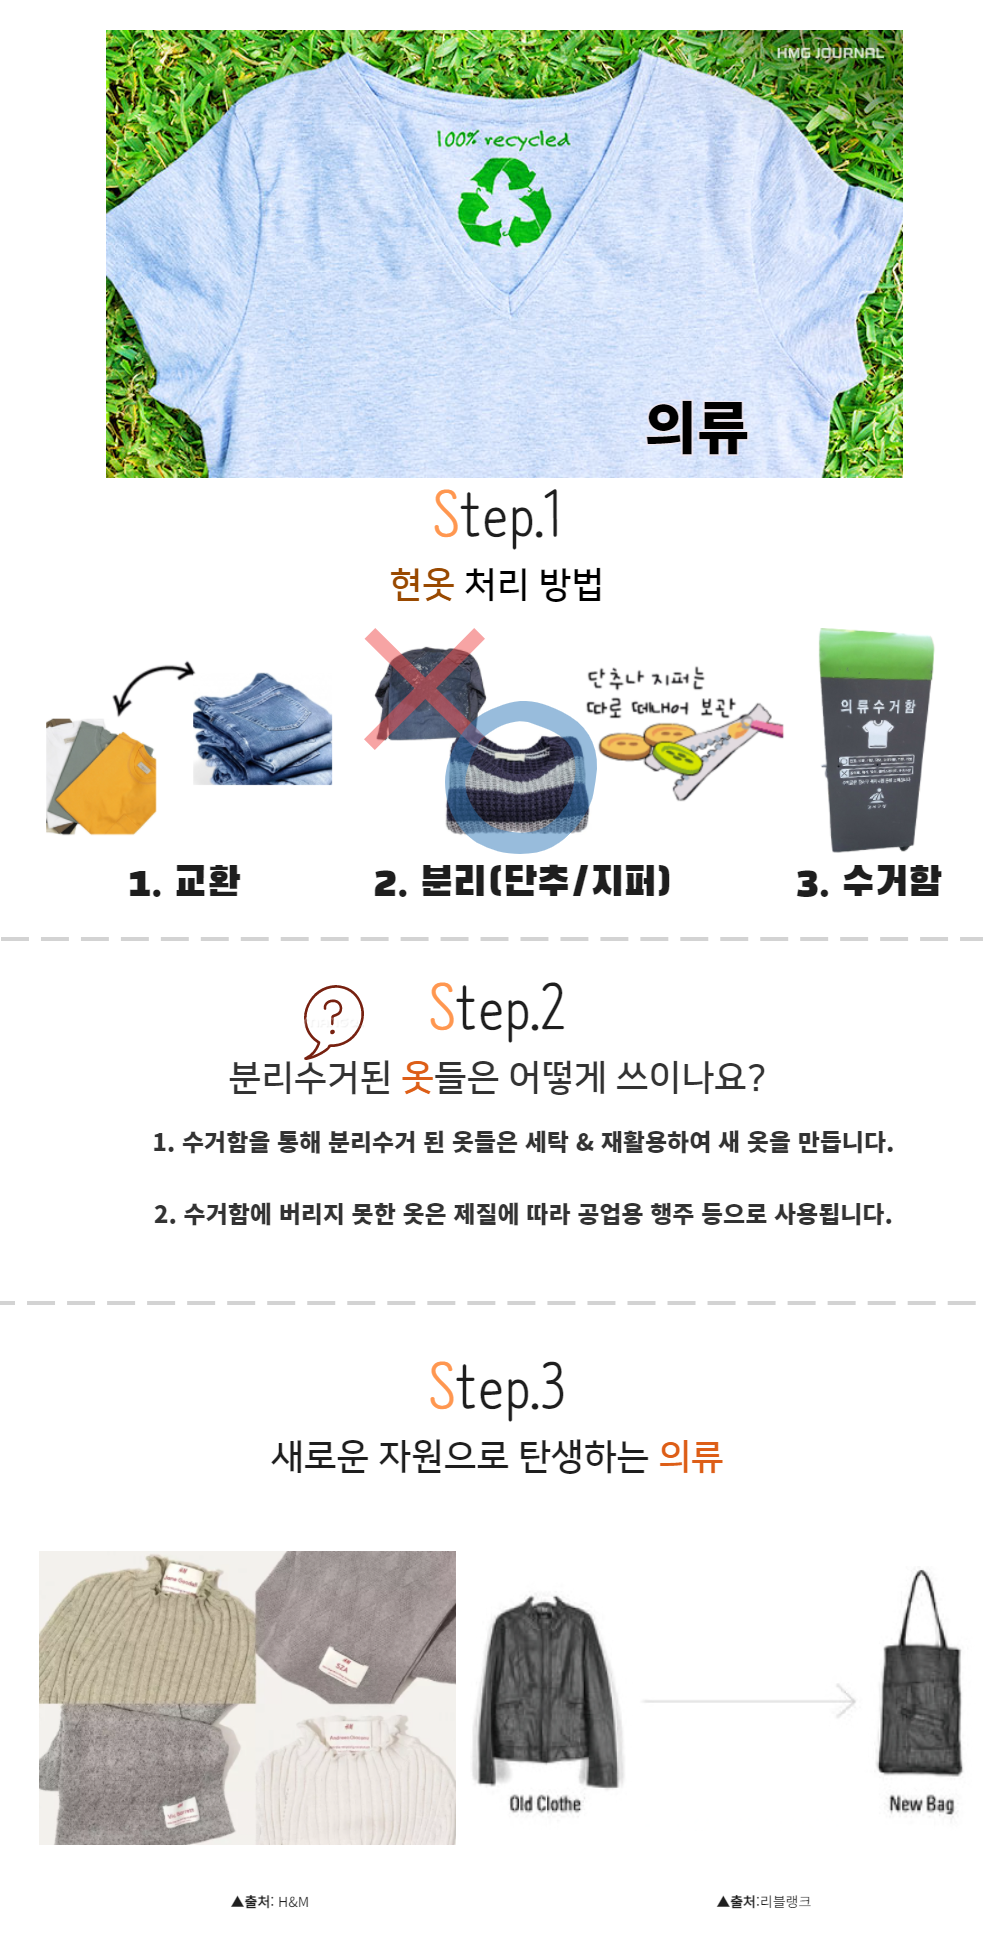 HMG JOURNAL
100% recycled
의류
Step.1
현옷 처리 방법
단추나 지퍼는
따로 떼내어 보관
의류수거함
1. 교환
2. 분리(단추/지퍼)
3. 수거함
?
Step.2
분리수거된 옷들은 어떻게 쓰이나요?
1. 수거함을 통해 분리수거 된 옷들은 세탁 & 재활용하여 새 옷을 만듭니다.
2. 수거함에 버리지 못한 옷은 제질에 따라 공업용 행주 등으로 사용됩니다.
Step.3
새로운 자원으로 탄생하는 의류
SZA
Old Clothe
New Bag
▲출처: H&M
▲출처:리블랭크